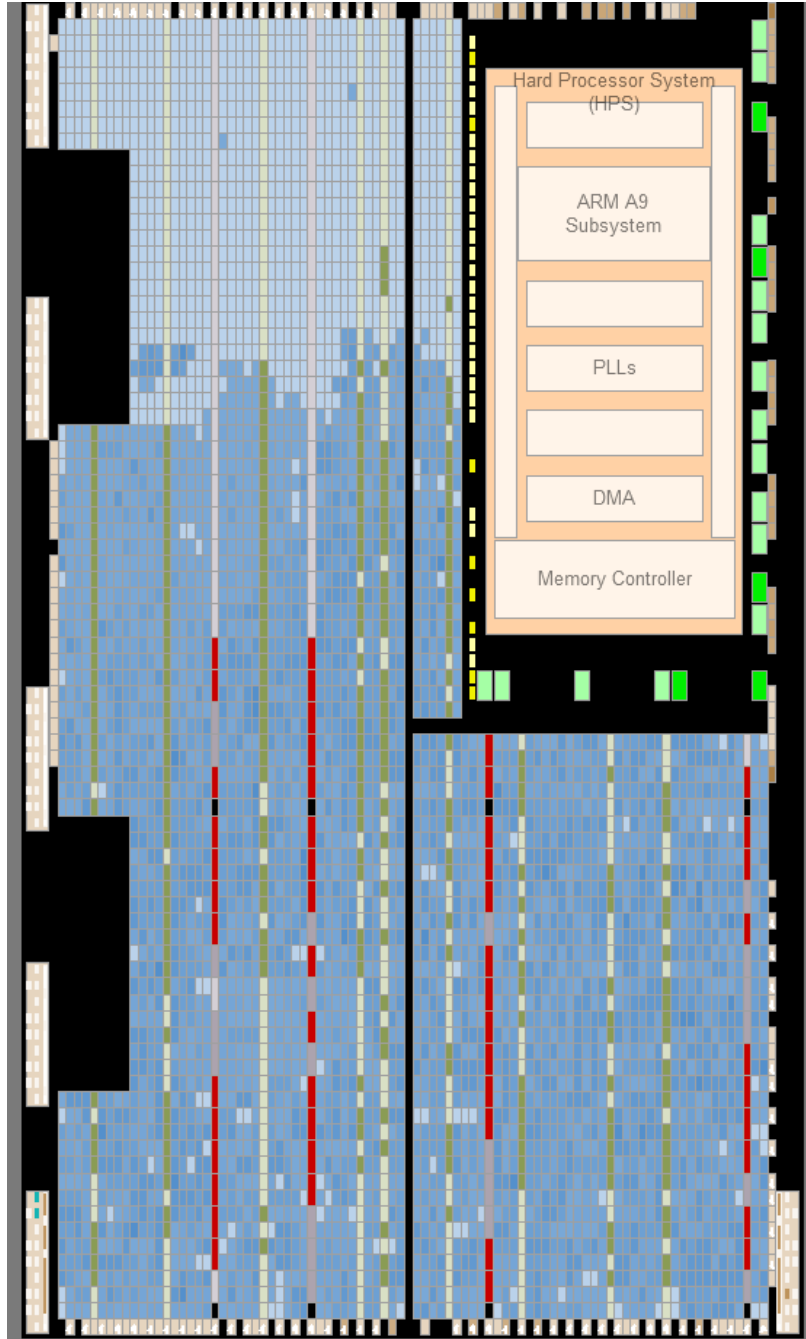 Hard Processor System
(HPS)
ARM A9
Subsystem
PLLs
DMA
Memory Controller